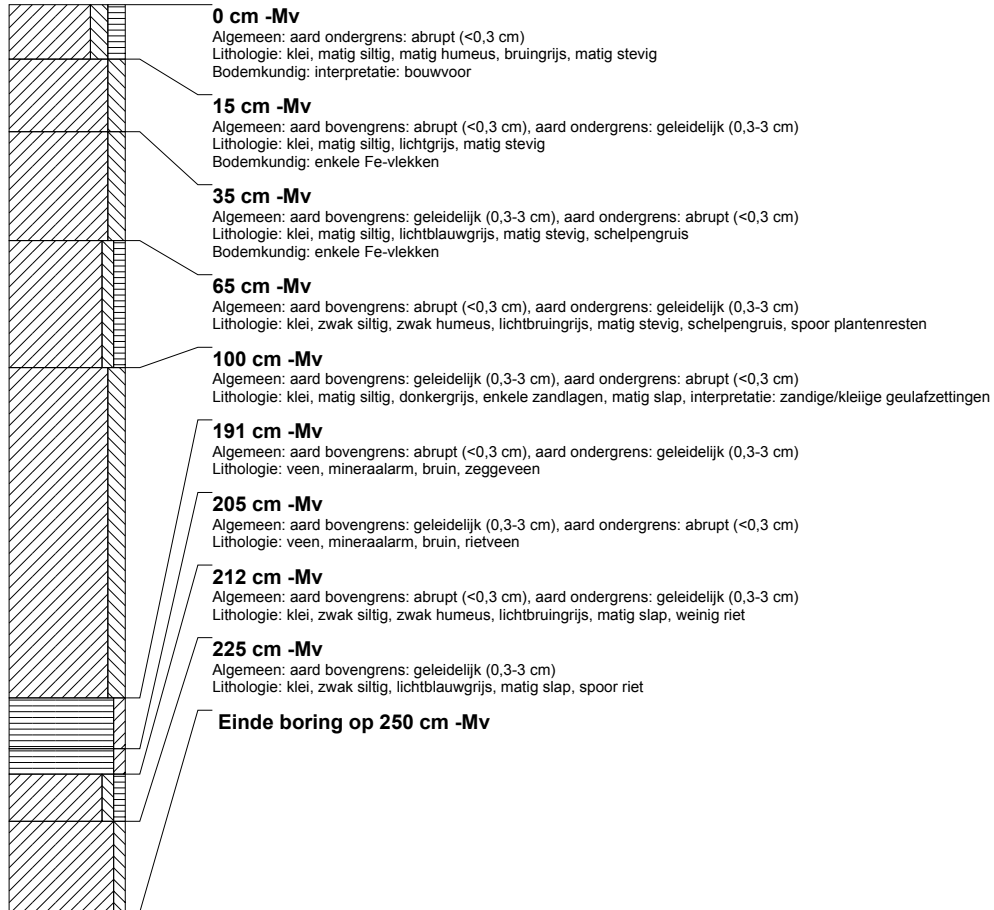 0 cm -Mv
Algemeen: aard ondergrens: abrupt (<0,3 cm)
Lithologie: klei, matig siltig, matig humeus, bruingrijs, matig stevig
Bodemkundig: interpretatie: bouwvoor
15 cm -Mv
Algemeen: aard bovengrens: abrupt (<0,3 cm), aard ondergrens: geleidelijk (0,3-3 cm)
Lithologie: klei, matig siltig, lichtgrijs, matig stevig
Bodemkundig: enkele Fe-vlekken
35 cm -Mv
Algemeen: aard bovengrens: geleidelijk (0,3-3 cm), aard ondergrens: abrupt (<0,3 cm)
Lithologie: klei, matig siltig, lichtblauwgrijs, matig stevig, schelpengruis
Bodemkundig: enkele Fe-vlekken
65 cm -Mv
Algemeen: aard bovengrens: abrupt (<0,3 cm), aard ondergrens: geleidelijk (0,3-3 cm)
Lithologie: klei, zwak siltig, zwak humeus, lichtbruingrijs, matig stevig, schelpengruis, spoor plantenresten
100 cm -Mv
Algemeen: aard bovengrens: geleidelijk (0,3-3 cm), aard ondergrens: abrupt (<0,3 cm)
Lithologie: klei, matig siltig, donkergrijs, enkele zandlagen, matig slap, interpretatie: zandige/kleiige geulafzettingen
191 cm -Mv
Algemeen: aard bovengrens: abrupt (<0,3 cm), aard ondergrens: geleidelijk (0,3-3 cm)
Lithologie: veen, mineraalarm, bruin, zeggeveen
205 cm -Mv
Algemeen: aard bovengrens: geleidelijk (0,3-3 cm), aard ondergrens: abrupt (<0,3 cm)
Lithologie: veen, mineraalarm, bruin, rietveen
212 cm -Mv
Algemeen: aard bovengrens: abrupt (<0,3 cm), aard ondergrens: geleidelijk (0,3-3 cm)
Lithologie: klei, zwak siltig, zwak humeus, lichtbruingrijs, matig slap, weinig riet
225 cm -Mv
Algemeen: aard bovengrens: geleidelijk (0,3-3 cm)
Lithologie: klei, zwak siltig, lichtblauwgrijs, matig slap, spoor riet
Einde boring op 250 cm -Mv